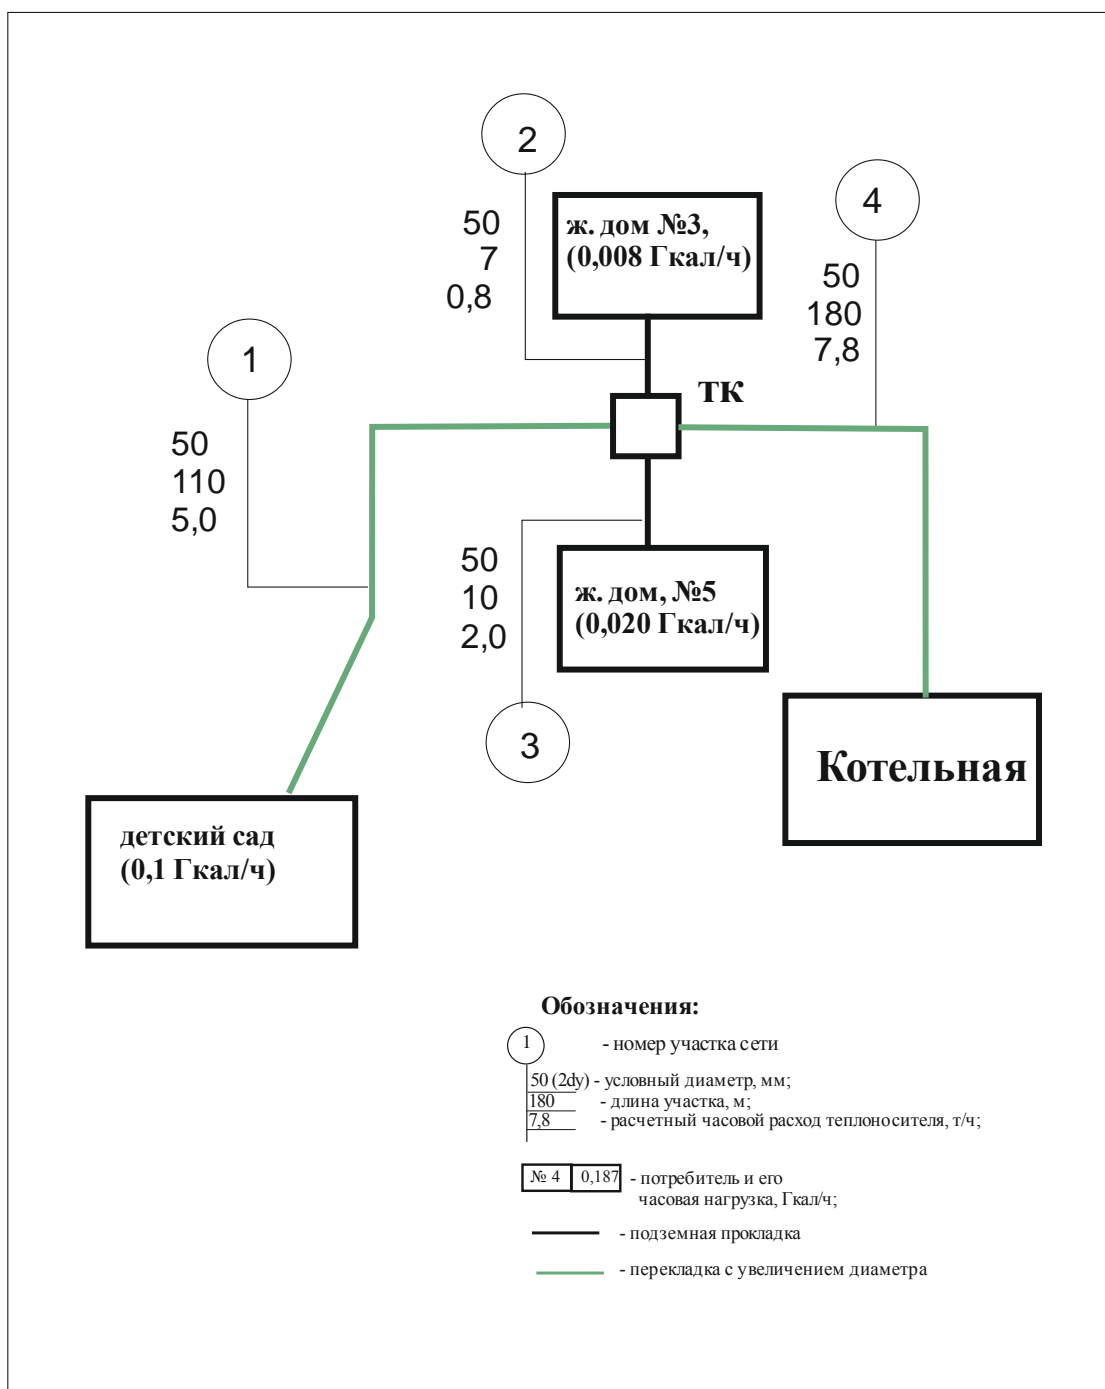 2
50
7
0,8
ж. дом №3,
(0,008 Гкал/ч)
4
50
180
7,8
1
50
110
5,0
тк
50
10
2,0
ж. дом, №5
(0,020 Гкал/ч)
3
Котельная
детский сад
(0,1 Гкал/ч)
Обозначения:
1 - номер участка сети
50 (2dy) - условный диаметр, мм;
180 - длина участка, м;
7,8 - расчетный часовой расход теплоносителя, т/ч;
№ 4 0,187 - потребитель и его
часовая нагрузка, Гкал/ч;
- подземная прокладка
- перекладка с увеличением диаметра